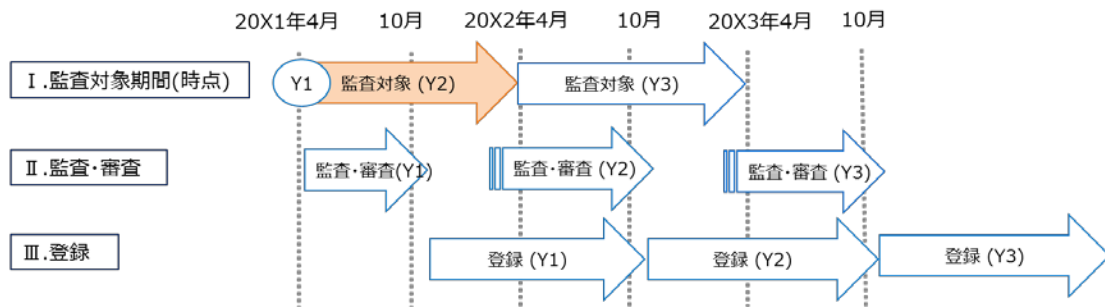 20X1年4月 10月 20X2年4月 10月 20X3年4月 10月
Ⅰ.監査対象期間(時点) Y1 監査対象 (Y2) 監査対象 (Y3)
Ⅱ.監査・審査 監査・審査(Y1) 監査・審査 (Y2) 監査・審査 (Y3)
Ⅲ.登録 登録 (Y1) 登録 (Y2) 登録 (Y3)